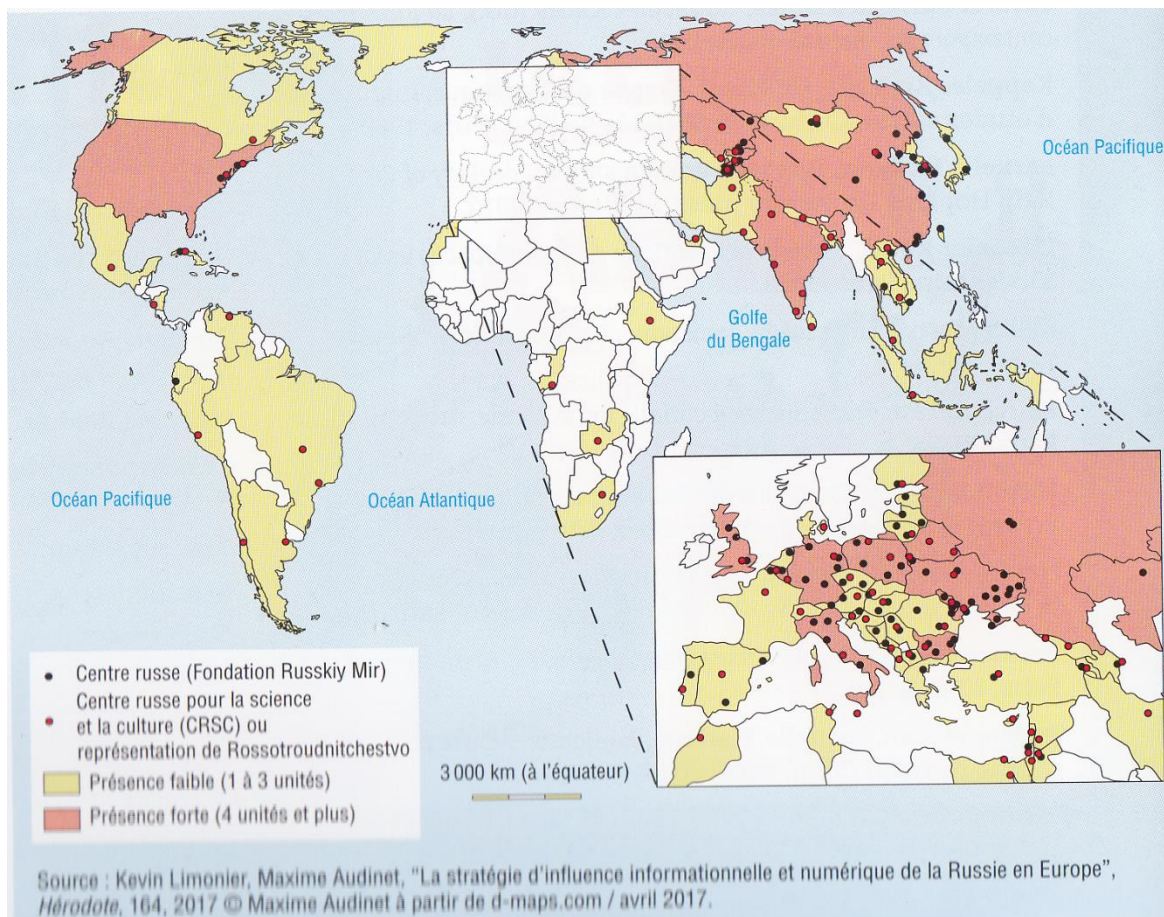 Océan Pacifique
Golfe
du Bengale
Océan Pacifique
Océan Atlantique
Centre russe (Fondation Russkiy Mir)
Centre russe pour la science
et la culture (CRSC) ou
représentation de Rossotroudnitchestvo
Présence faible (1 à 3 unités)
Présence forte (4 unités et plus)
3 000 km (à l'équateur)
Source : Kevin Limonier, Maxime Audinet, "La stratégie d'influence informationnelle et numérique de la Russie en Europe",
Hérodote, 164, 2017 © Maxime Audinet à partir de d-maps.com / avril 2017.